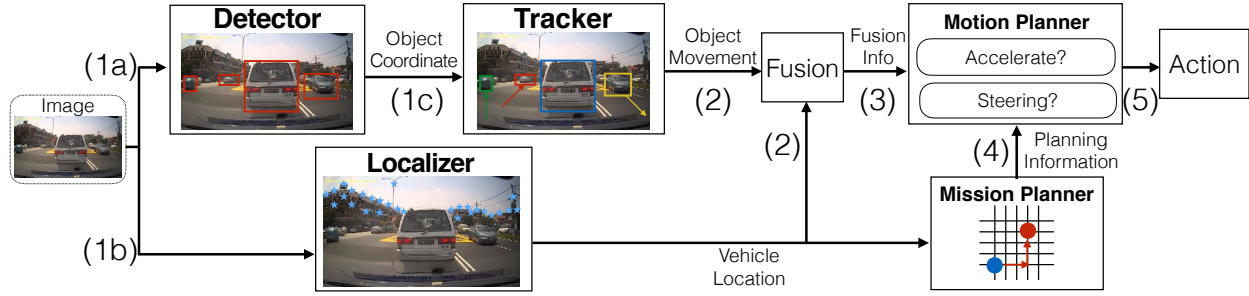 Detector
Tracker
Motion Planner
(1a)
Object
Coordinate
(1c)
Object
Movement
(2)
Fusion
Fusion
Info
(3)
Accelerate?
Steering?
(5)
Action
Image
(2)
(4)
Planning
Information
Localizer
Mission Planner
(1b)
Vehicle
Location